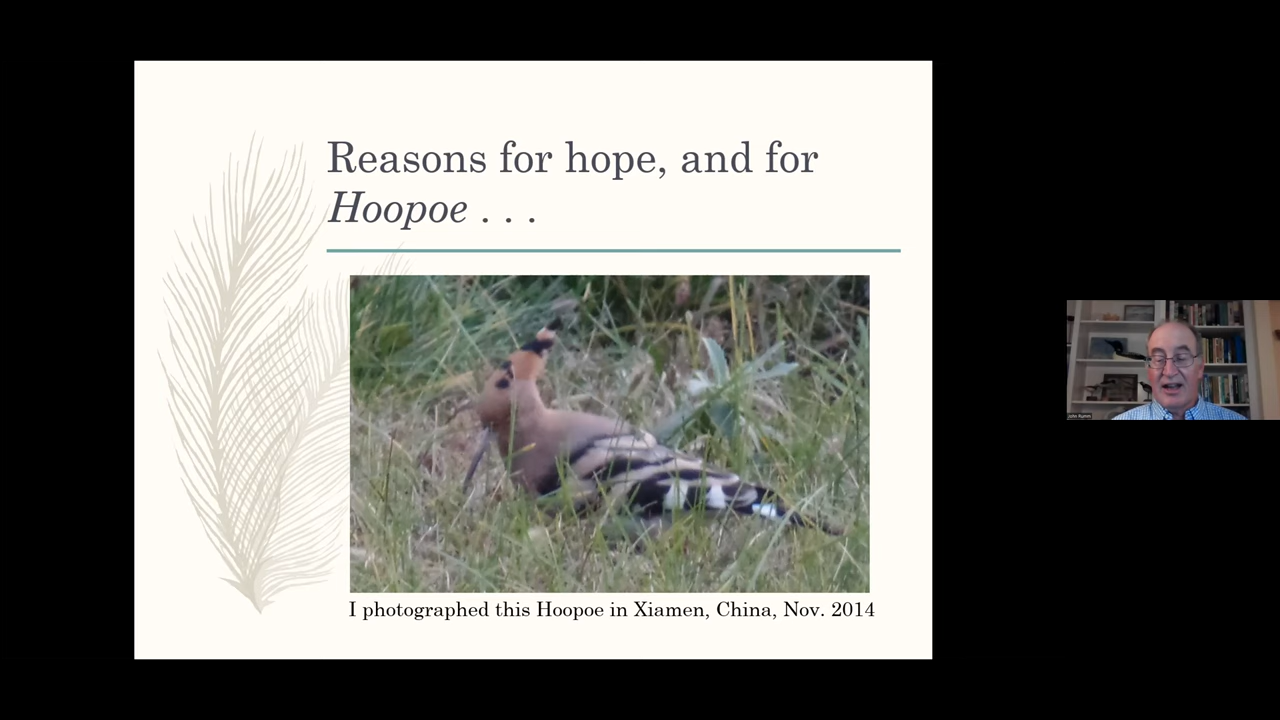 Reasons for hope, and for
Hoopoe . . .
I photographed this Hoopoe in Xiamen, China, Nov. 2014